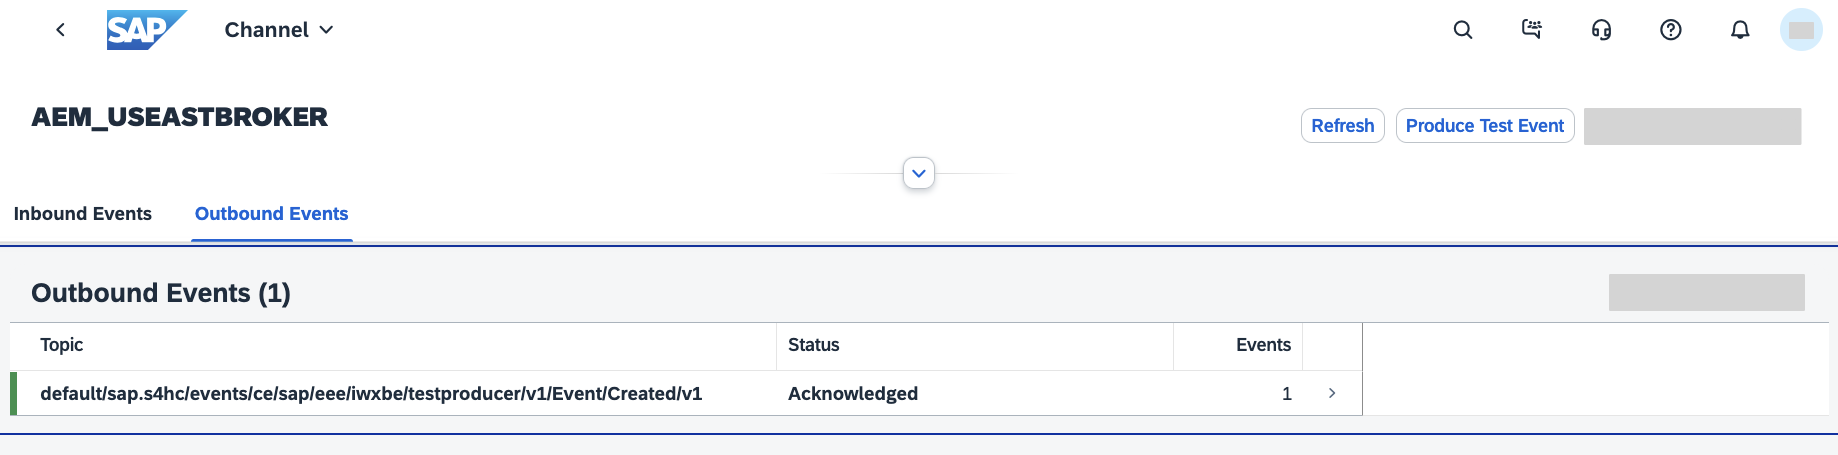 SAP Channel
AEM_USEASTBROKER
Refresh Produce Test Event
Inbound Events Outbound Events
Outbound Events (1)
Topic Status Events
default/sap.s4hc/events/ce/sap/eee/iwxbe/testproducer/v1/Event/Created/v1 Acknowledged 1